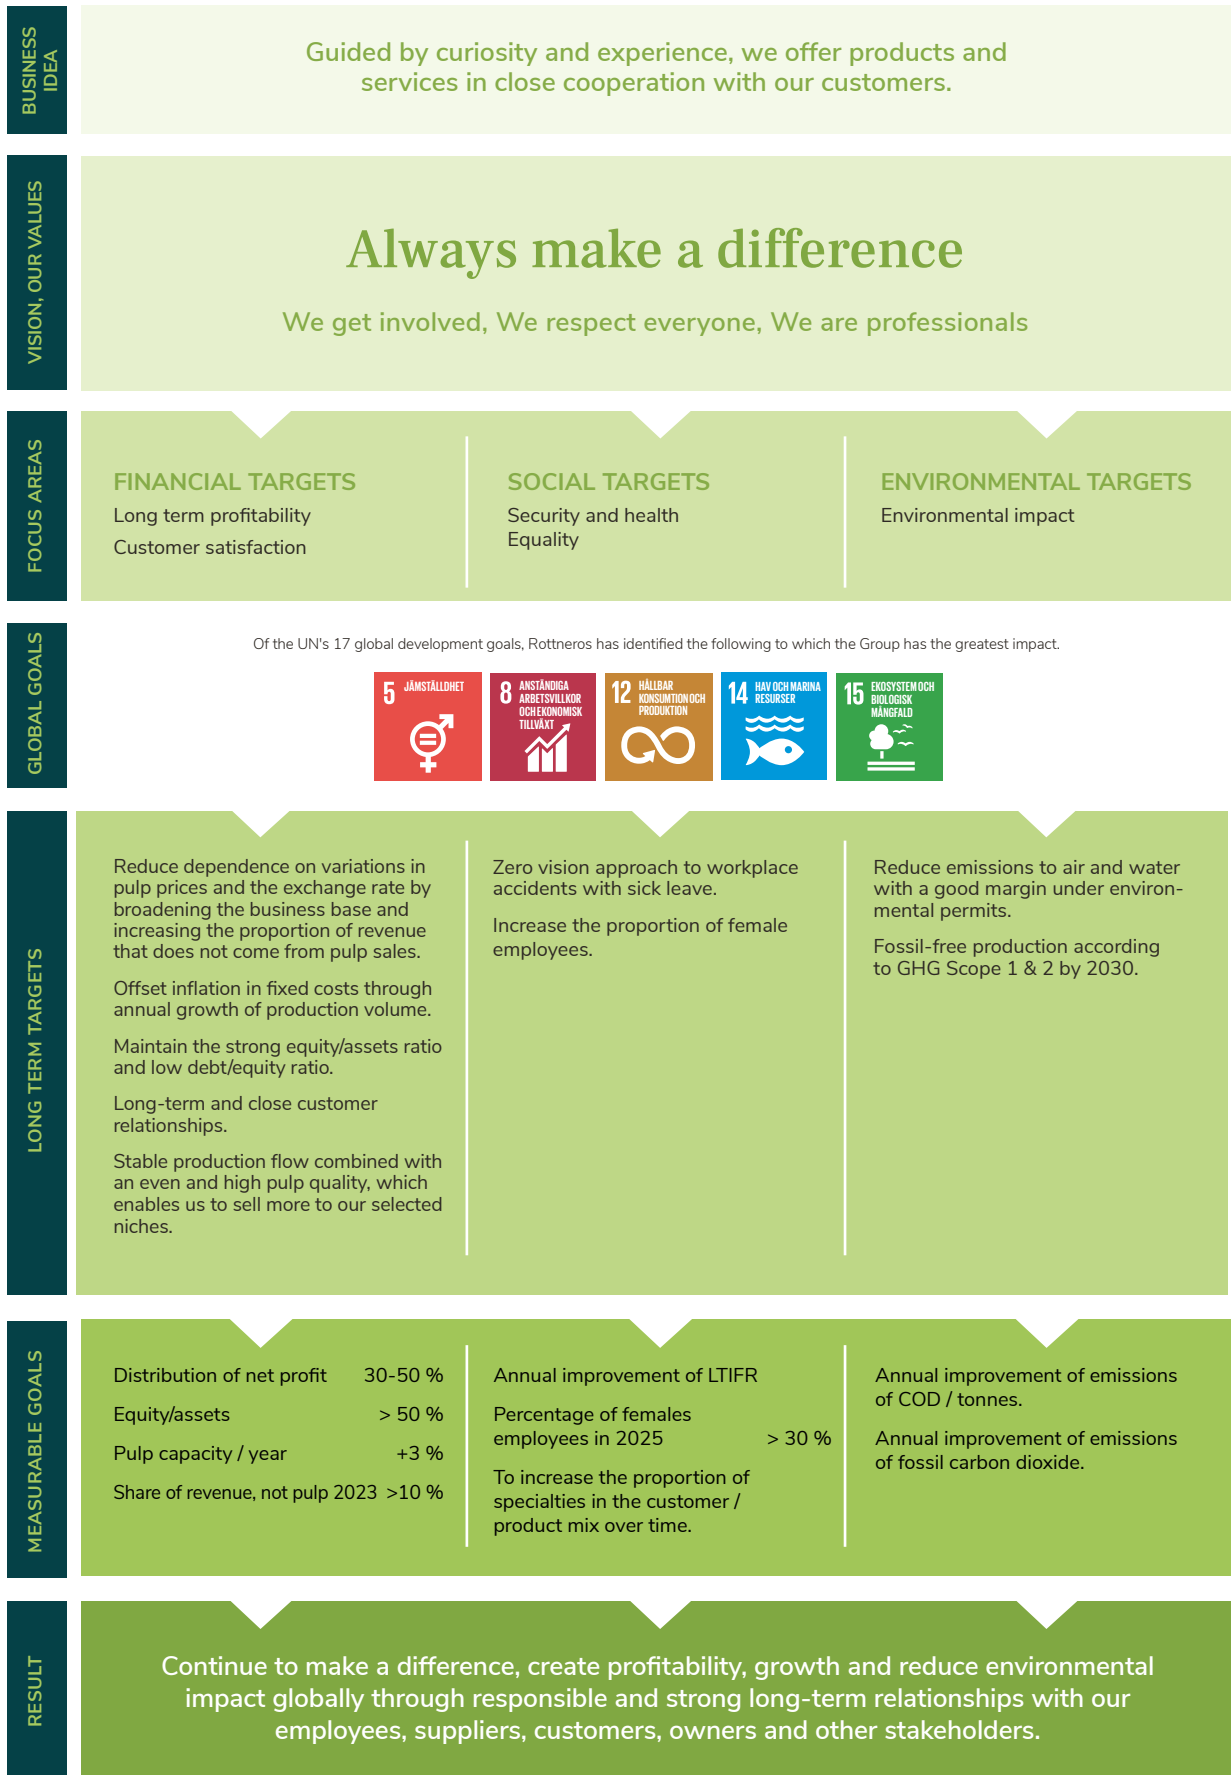 BUSINESS
IDEA
Guided by curiosity and experience, we offer products and
services in close cooperation with our customers.
VISION, OUR VALUES
Always make a difference
We get involved, We respect everyone, We are professionals
FOCUS AREAS
FINANCIAL TARGETS
Long term profitability
Customer satisfaction
SOCIAL TARGETS
Security and health
Equality
ENVIRONMENTAL TARGETS
Environmental impact
GLOBAL GOALS
Of the UN's 17 global development goals, Rottneros has identified the following to which the Group has the greatest impact.
5 JÄMSTÄLLDHET
8 ANSTÄNDIGA
ARBETSVILLKOR
OCH EKONOMISK
TILLVÄXT
12 HÅLLBAR
KONSUMTION OCH
PRODUKTION
14 HAV OCH MARINA
RESURSER
15 EKOSYSTEM OCH
BIOLOGISK
MÅNGFALD
LONG TERM TARGETS
Reduce dependence on variations in
pulp prices and the exchange rate by
broadening the business base and
increasing the proportion of revenue
that does not come from pulp sales.
Offset inflation in fixed costs through
annual growth of production volume.
Maintain the strong equity/assets ratio
and low debt/equity ratio.
Long-term and close customer
relationships.
Stable production flow combined with
an even and high pulp quality, which
enables us to sell more to our selected
niches.
Zero vision approach to workplace
accidents with sick leave.
Increase the proportion of female
employees.
Reduce emissions to air and water
with a good margin under environ-
mental permits.
Fossil-free production according
to GHG Scope 1 & 2 by 2030.
MEASURABLE GOALS
Distribution of net profit 30-50 %
Equity/assets > 50 %
Pulp capacity / year +3 %
Share of revenue, not pulp 2023 >10 %
Annual improvement of LTIFR
Percentage of females
employees in 2025 > 30 %
To increase the proportion of
specialties in the customer /
product mix over time.
Annual improvement of emissions
of COD / tonnes.
Annual improvement of emissions
of fossil carbon dioxide.
RESULT
Continue to make a difference, create profitability, growth and reduce environmental
impact globally through responsible and strong long-term relationships with our
employees, suppliers, customers, owners and other stakeholders.